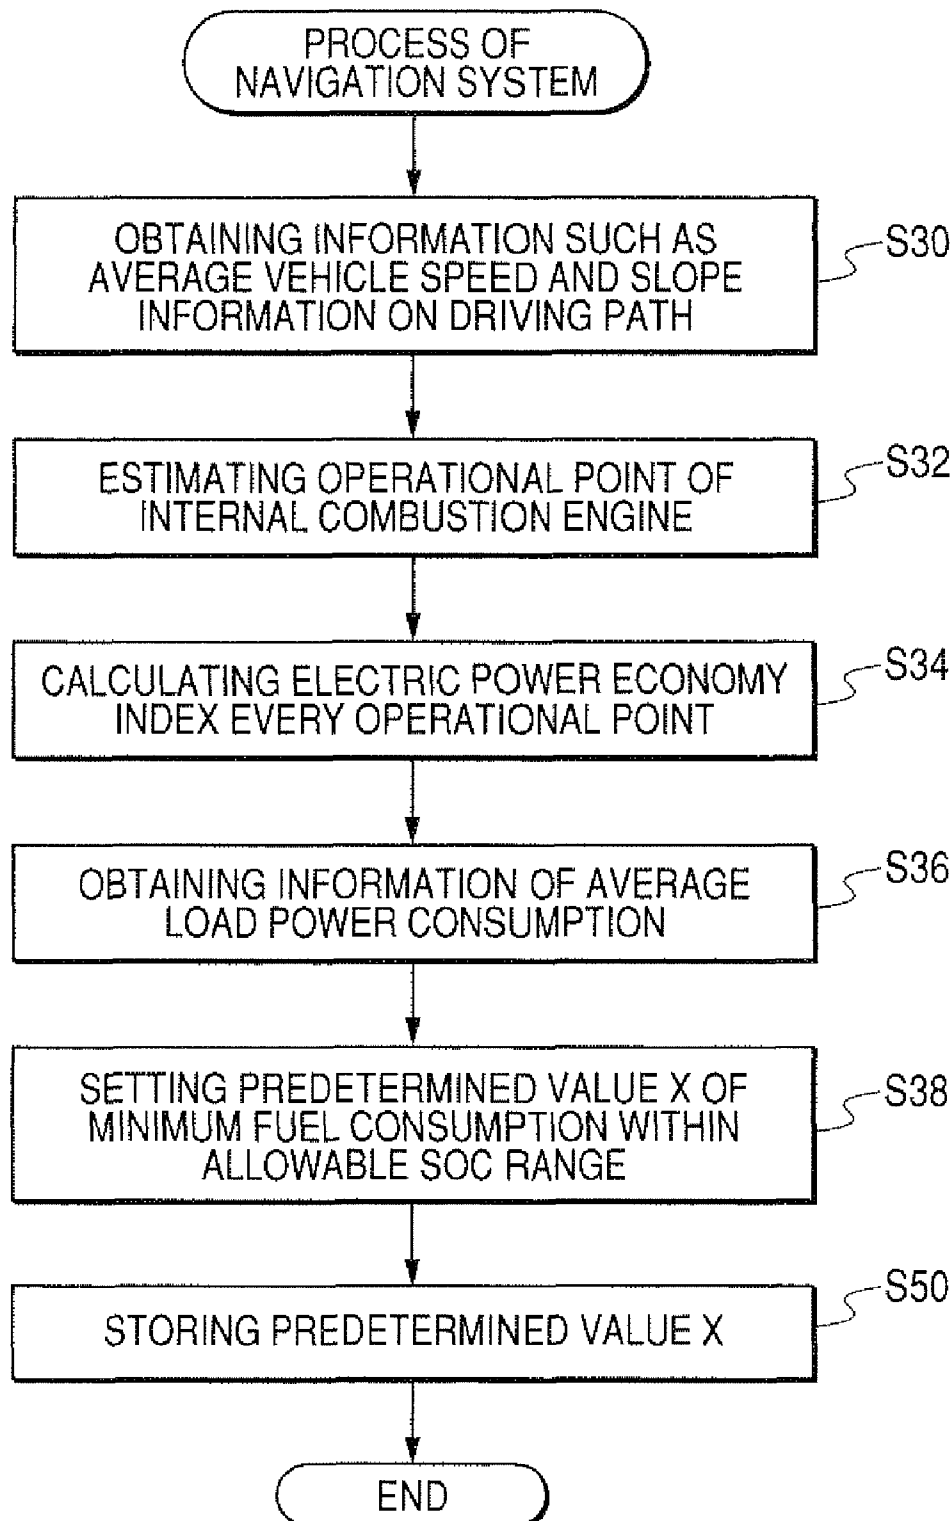 PROCESS OF
NAVIGATION SYSTEM
OBTAINING INFORMATION SUCH AS
AVERAGE VEHICLE SPEED AND SLOPE
INFORMATION ON DRIVING PATH
S30
ESTIMATING OPERATIONAL POINT OF
INTERNAL COMBUSTION ENGINE
S32
CALCULATING ELECTRIC POWER ECONOMY
INDEX EVERY OPERATIONAL POINT
S34
OBTAINING INFORMATION OF AVERAGE
LOAD POWER CONSUMPTION
S36
SETTING PREDETERMINED VALUE X OF
MINIMUM FUEL CONSUMPTION WITHIN
ALLOWABLE SOC RANGE
S38
STORING PREDETERMINED VALUE X
S50
END